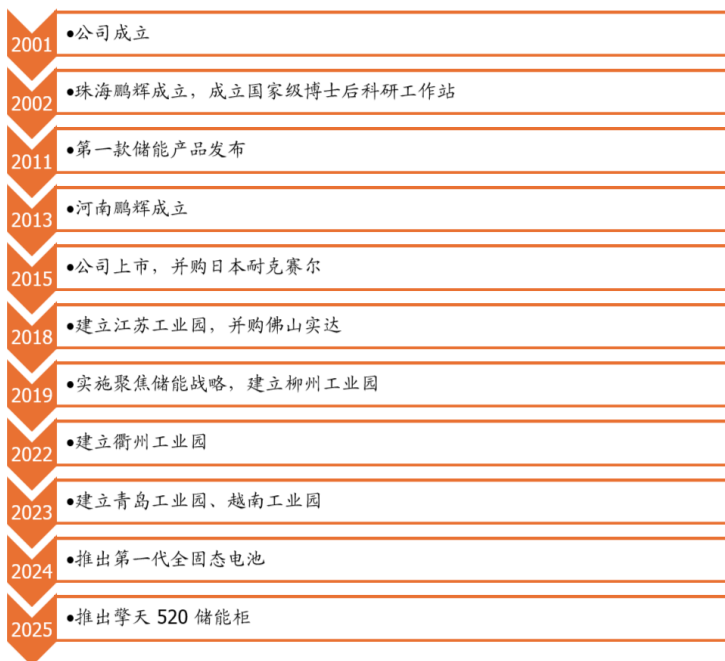 2001
•公司成立
2002
•珠海鹏辉成立，成立国家级博士后科研工作站
2011
•第一款储能产品发布
2013
•河南鹏辉成立
2015
•公司上市，并购日本耐克赛尔
2018
•建立江苏工业园，并购佛山实达
2019
•实施聚焦储能战略，建立柳州工业园
2022
•建立衢州工业园
2023
•建立青岛工业园、越南工业园
2024
•推出第一代全固态电池
2025
•推出擎天 520 储能柜